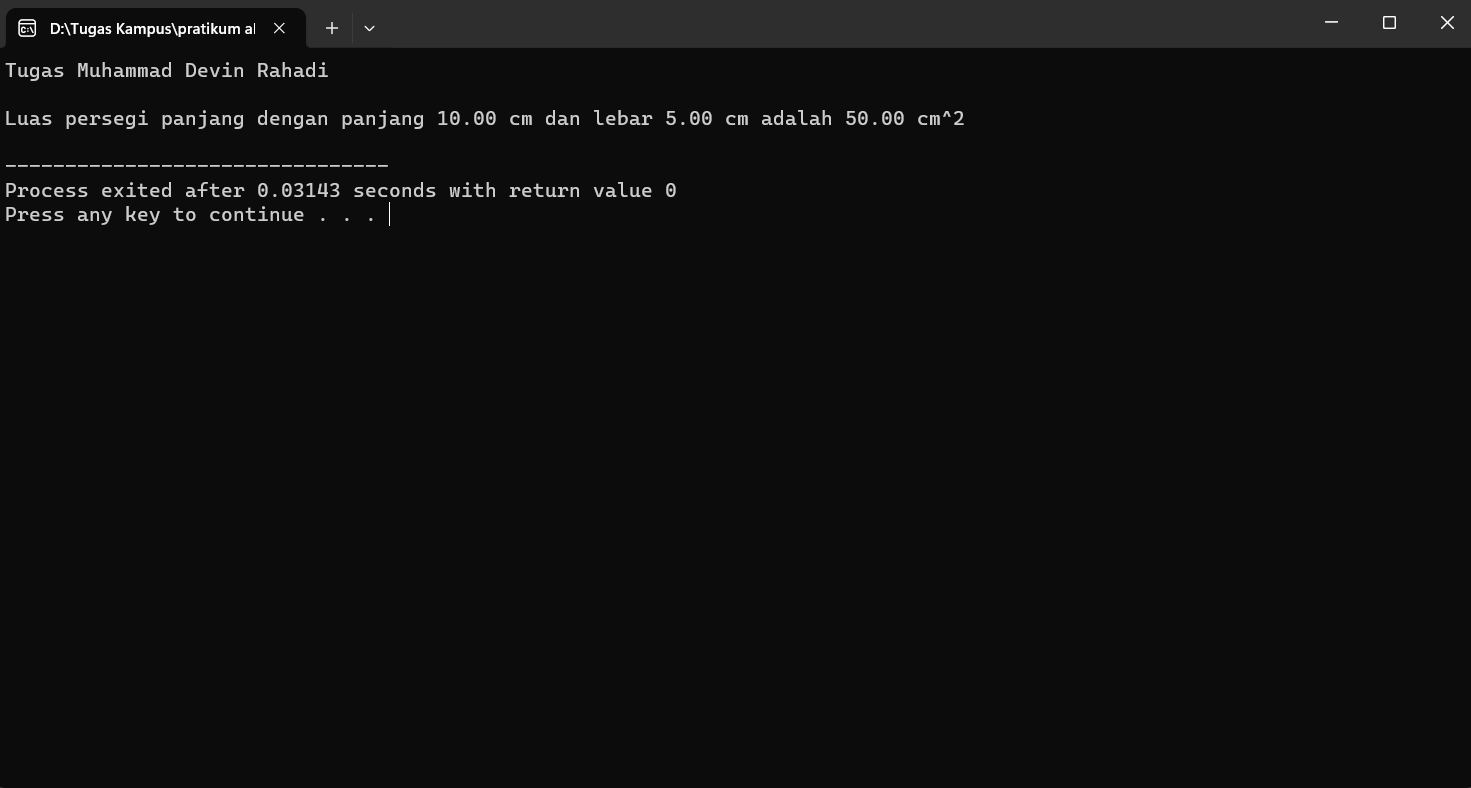 D:\Tugas Kampus\pratikum al
Tugas Muhammad Devin Rahadi
Luas persegi panjang dengan panjang 10.00 cm dan lebar 5.00 cm adalah 50.00 cm^2
--------------------------------
Process exited after 0.03143 seconds with return value 0
Press any key to continue . . .